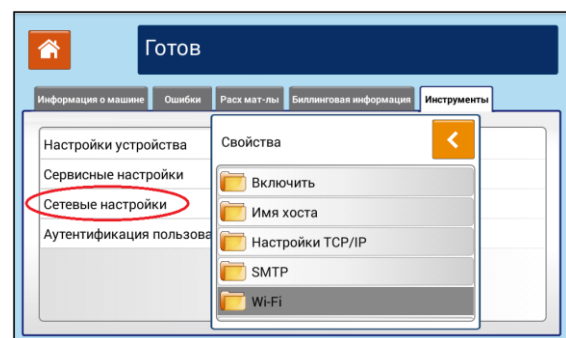 Готов
Информация о машине Ошибки Расх мат-лы Биллинговая информация Инструменты
Настройки устройства
Сервисные настройки
Сетевые настройки
Аутентификация пользова
Свойства
Включить
Имя хоста
Настройки TCP/IP
SMTP
Wi-Fi